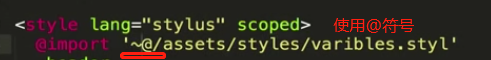 <style lang="stylus" scoped> 使用@符号
@import '~@/assets/styles/varibles.styl'